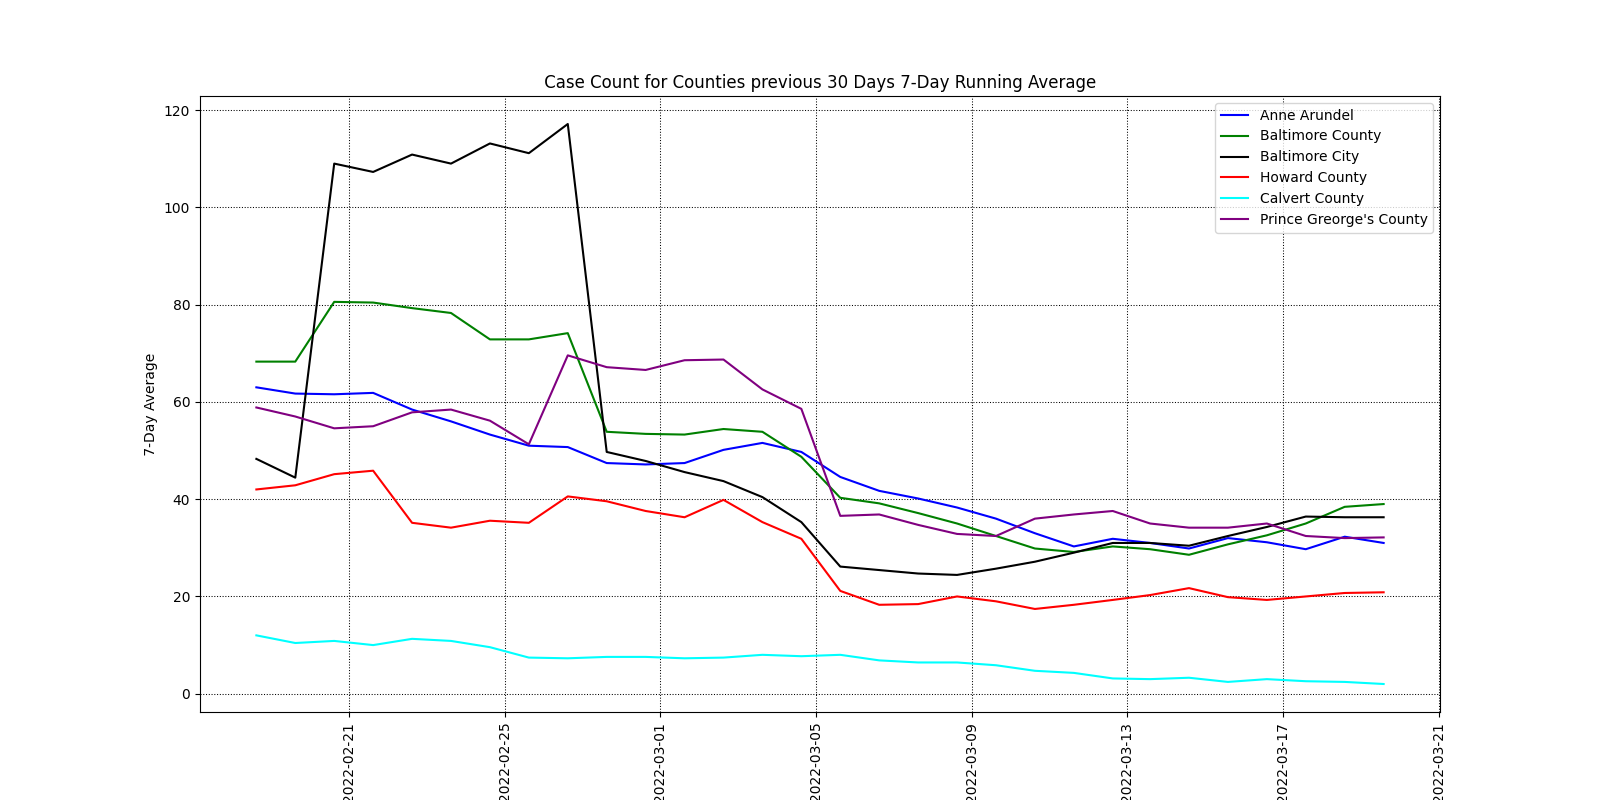 Case Count for Counties previous 30 Days 7-Day Running Average
120
100
80
60
40
20
0
7-Day Average
Anne Arundel
Baltimore County
Baltimore City
Howard County
Calvert County
Prince Greorge's County
2022-02-21
2022-02-25
2022-03-01
2022-03-05
2022-03-09
2022-03-13
2022-03-17
2022-03-21